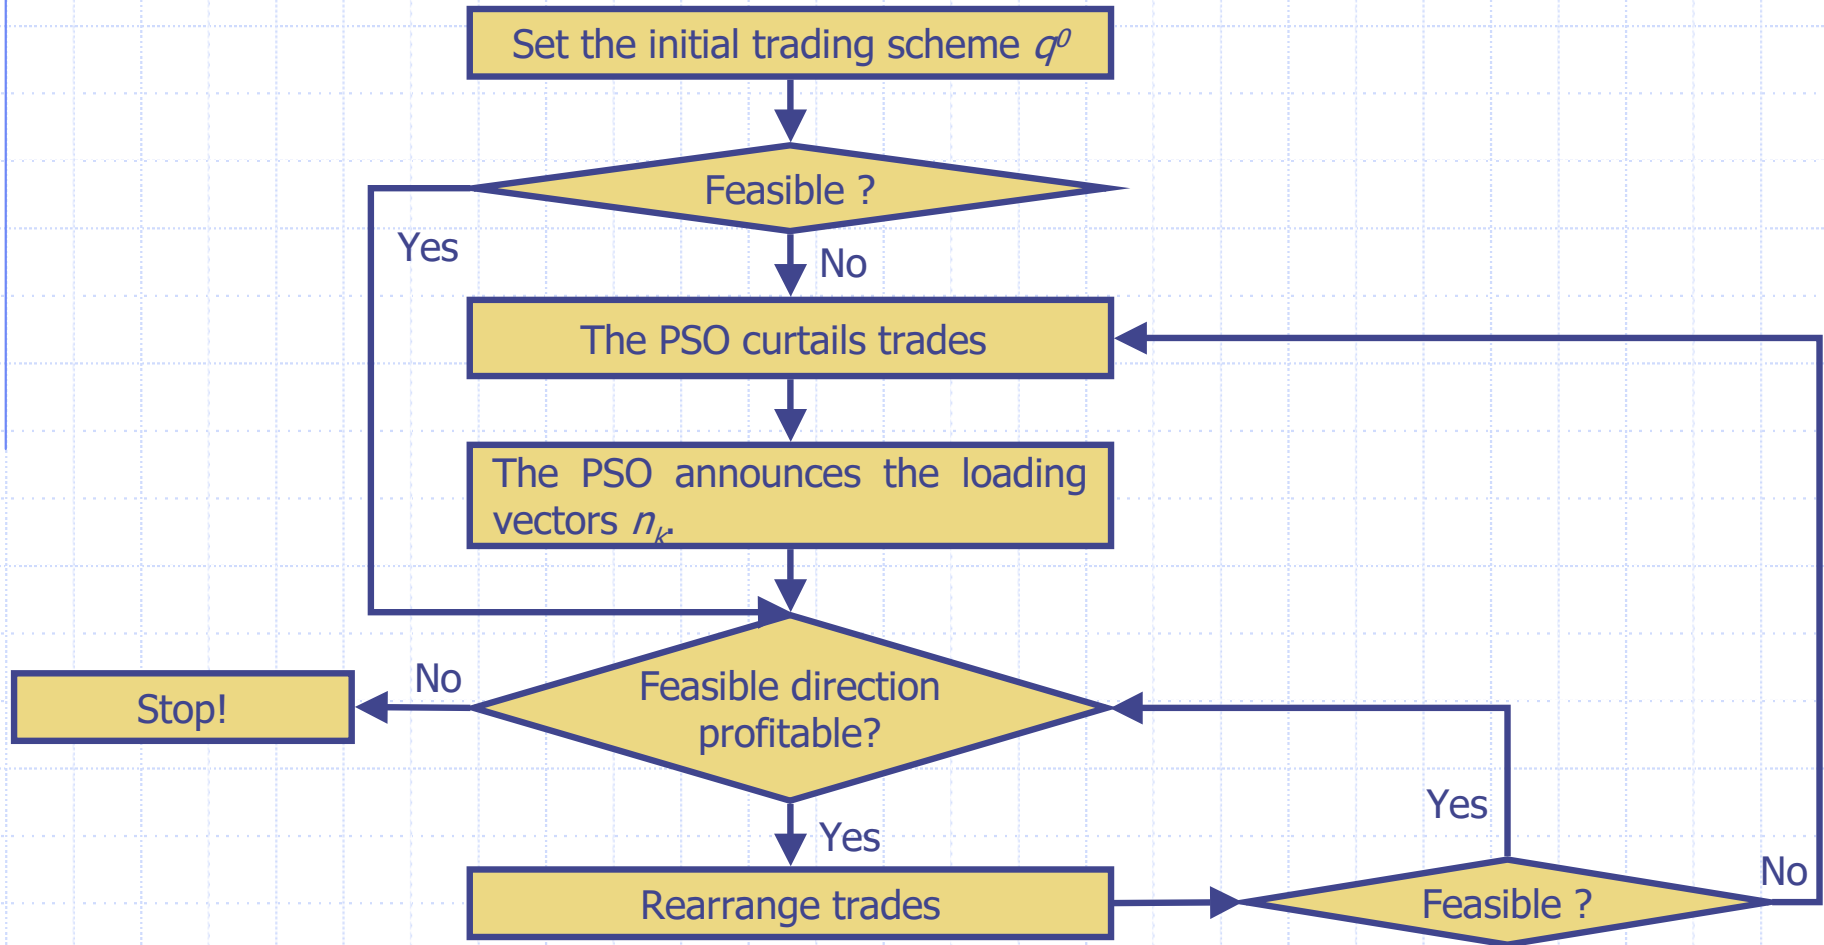 Set the initial trading scheme q⁰
Feasible ?
Yes
No
The PSO curtails trades
The PSO announces the loading
vectors nₖ.
No
Feasible direction
profitable?
Stop!
Yes
Yes
Rearrange trades
Feasible ?
No